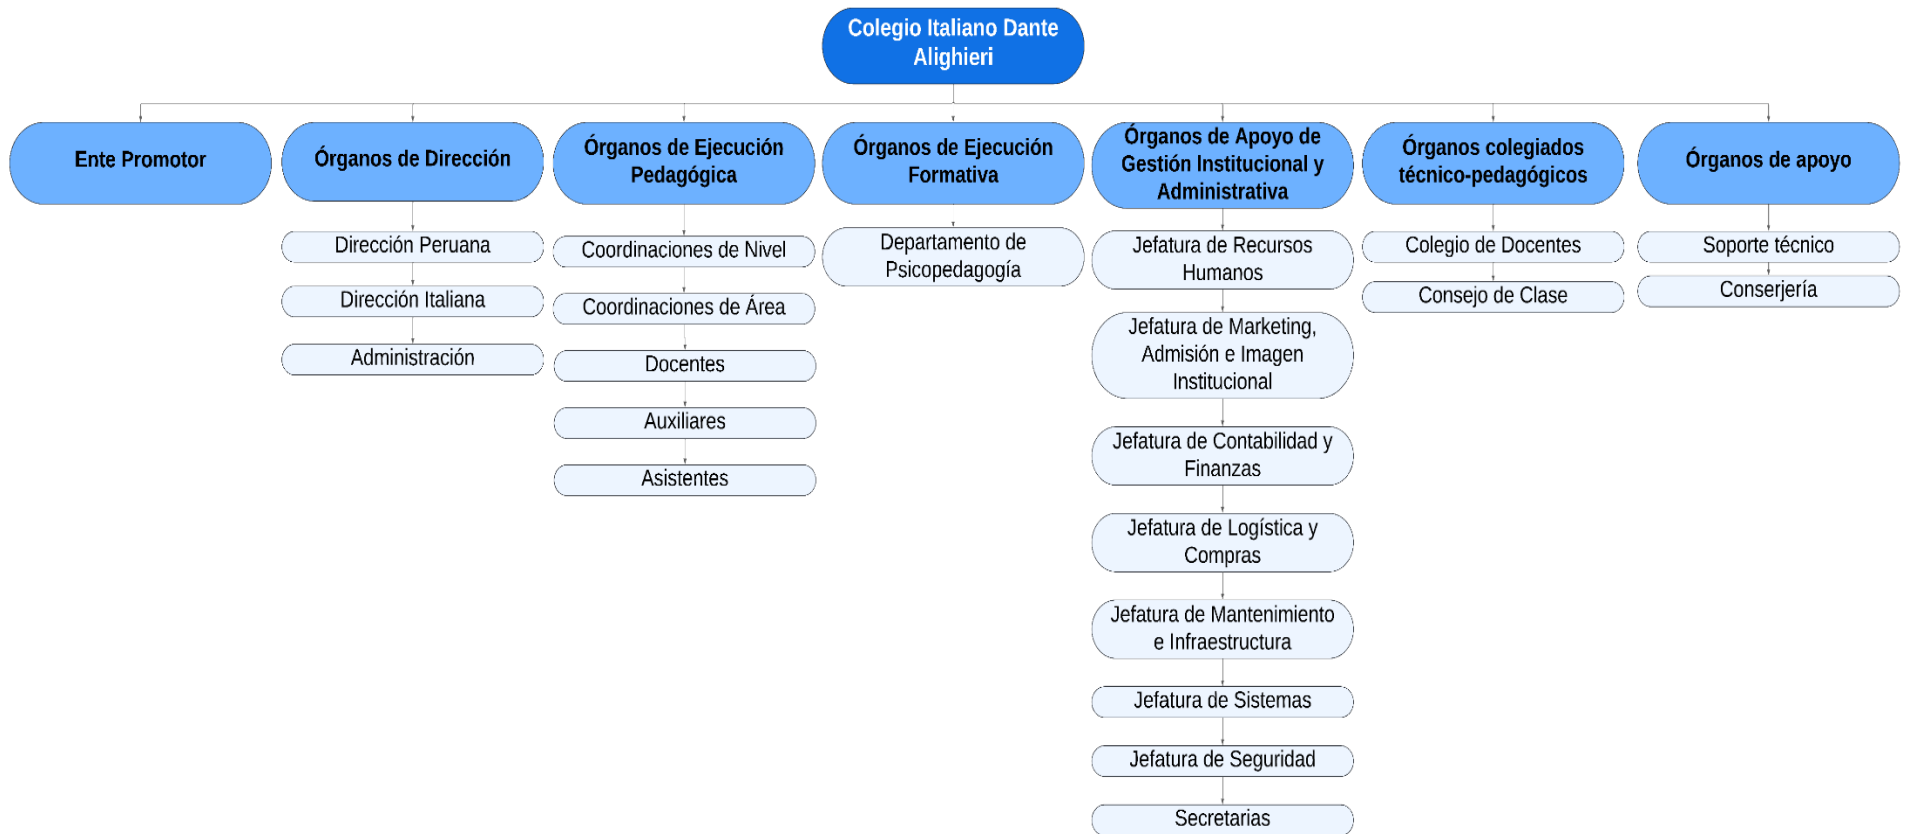 Colegio Italiano Dante
Alighieri
Ente Promotor
Órganos de Dirección
Dirección Peruana
Dirección Italiana
Administración
Órganos de Ejecución
Pedagógica
Coordinaciones de Nivel
Coordinaciones de Área
Docentes
Auxiliares
Asistentes
Órganos de Ejecución
Formativa
Departamento de
Psicopedagogía
Órganos de Apoyo de
Gestión Institucional y
Administrativa
Jefatura de Recursos
Humanos
Jefatura de Marketing,
Admisión e Imagen
Institucional
Jefatura de Contabilidad y
Finanzas
Jefatura de Logística y
Compras
Jefatura de Mantenimiento
e Infraestructura
Jefatura de Sistemas
Jefatura de Seguridad
Secretarias
Órganos colegiados
técnico-pedagógicos
Colegio de Docentes
Consejo de Clase
Órganos de apoyo
Soporte técnico
Conserjería